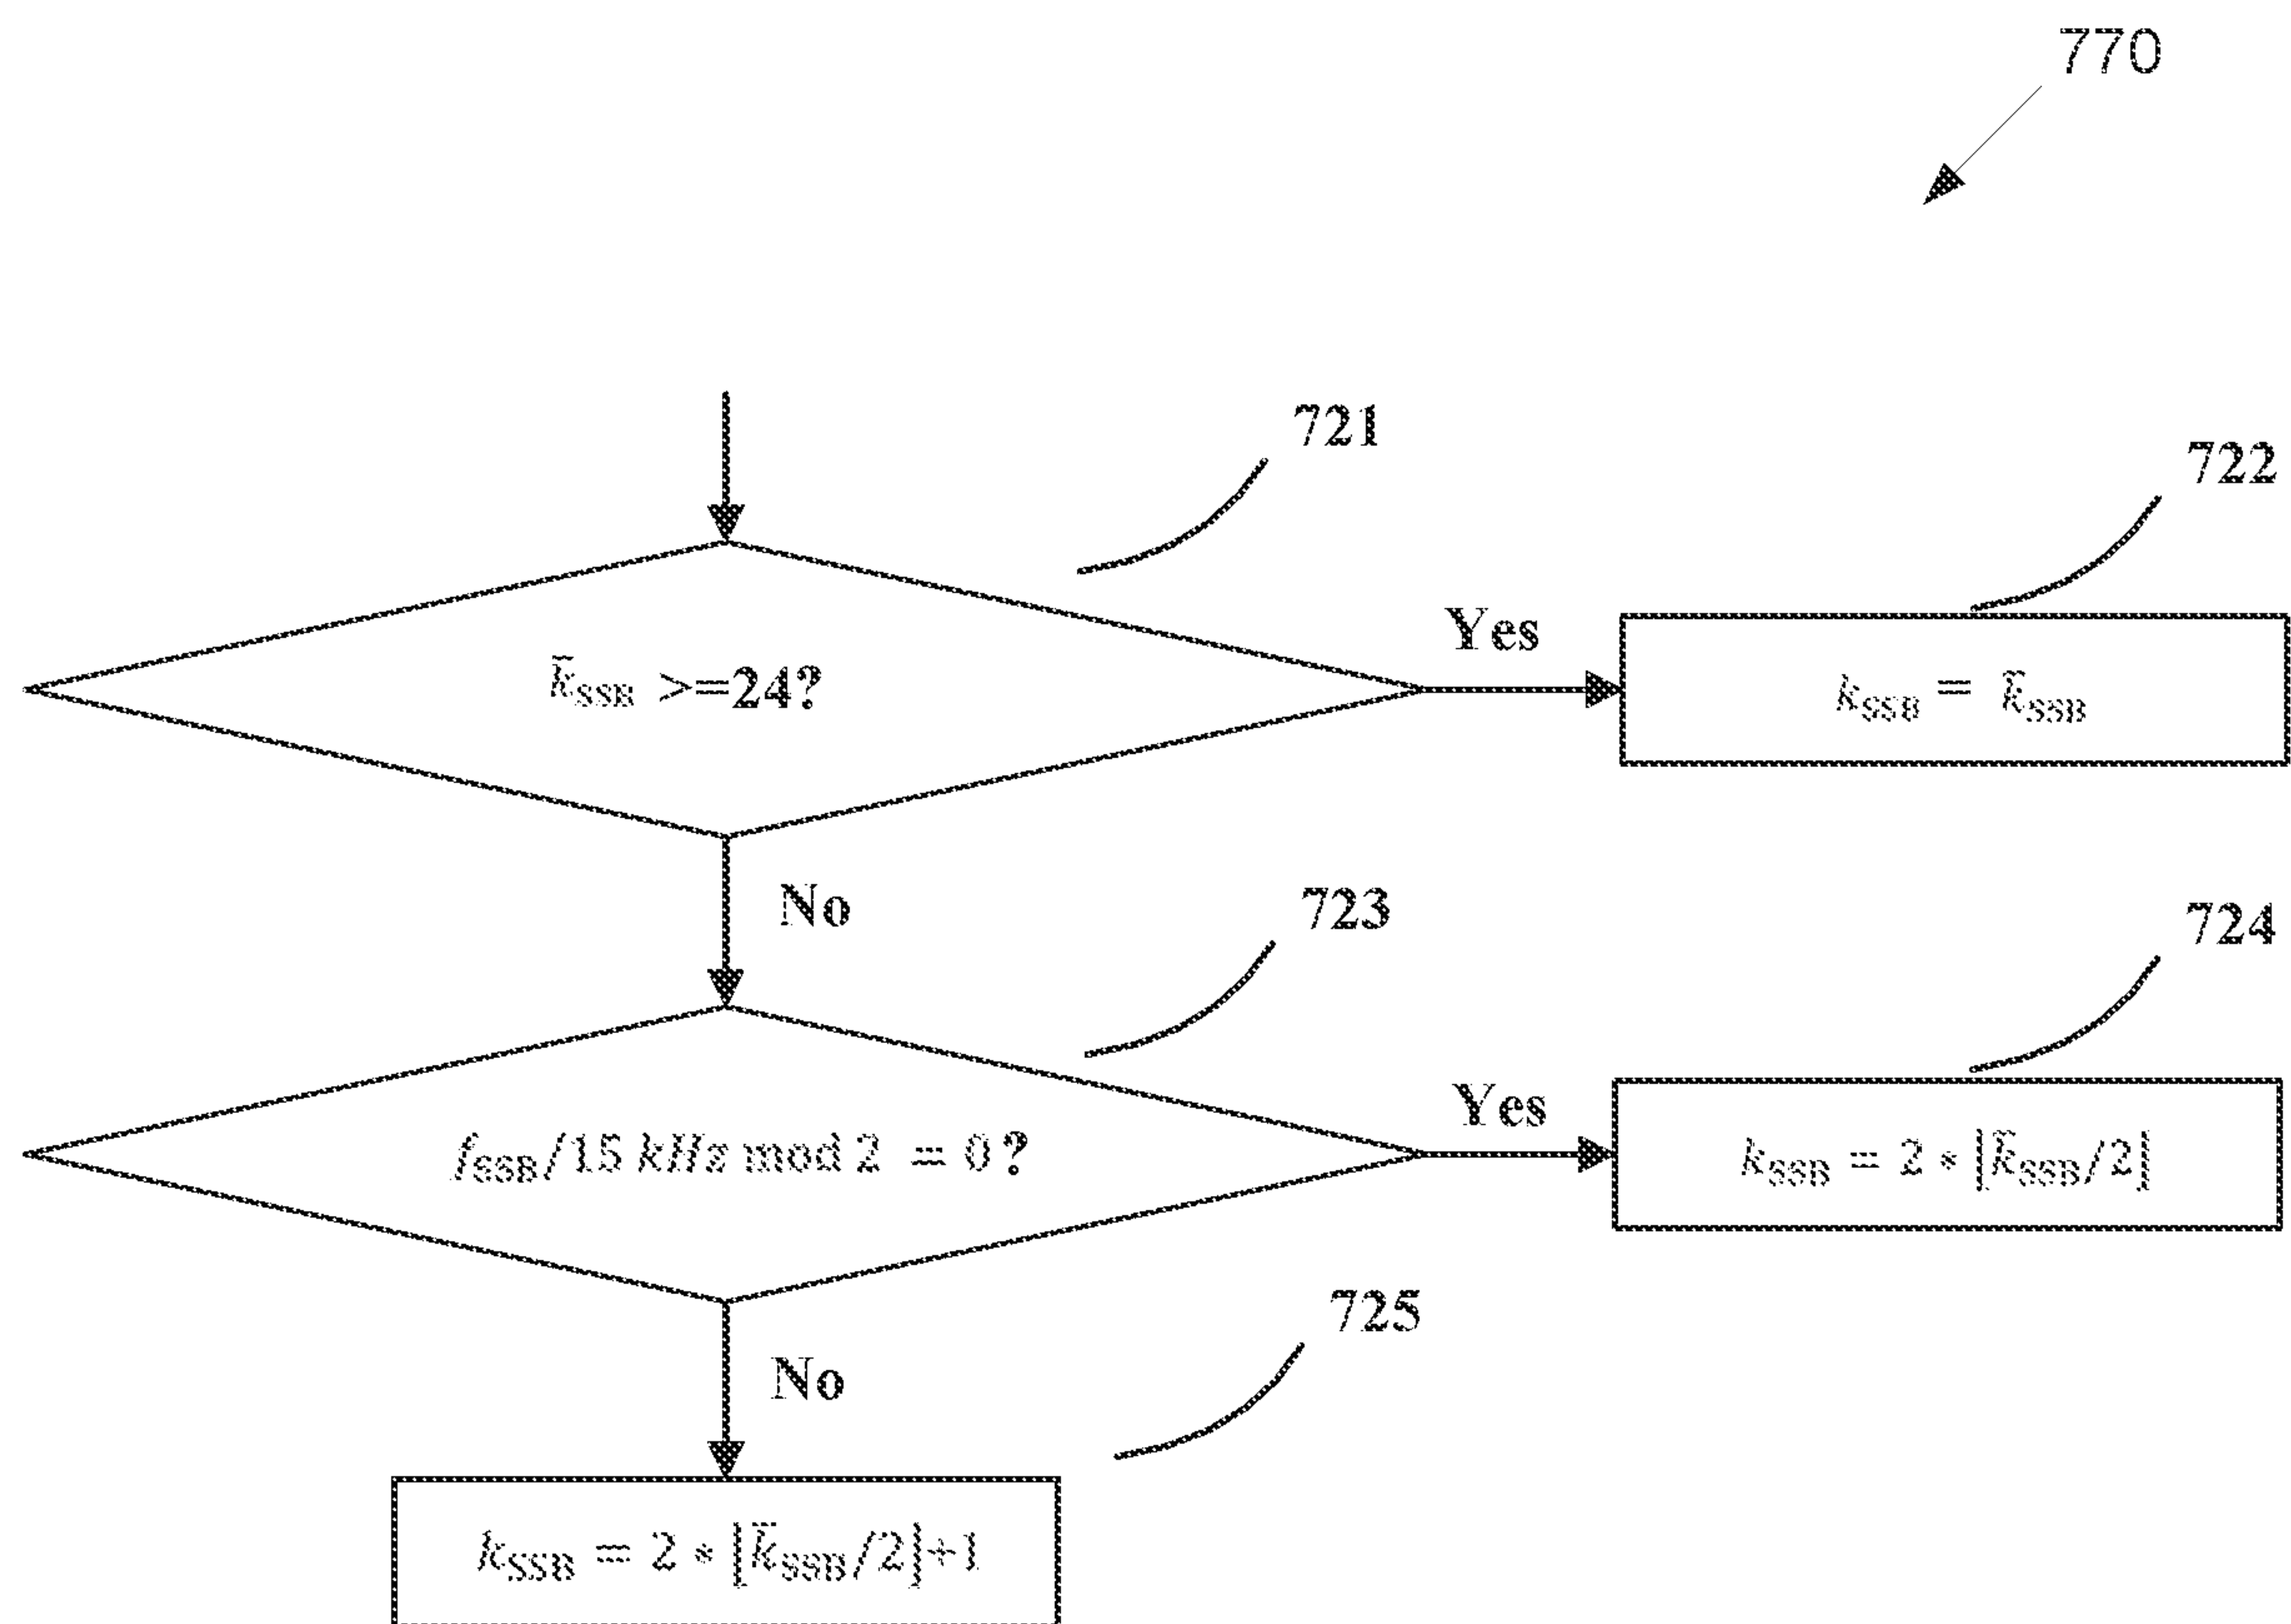 770
721
722
k̄SSB >=24?
Yes
kSSB = k̄SSB
No
723
724
fSSB/15 kHz mod 2 = 0?
Yes
kSSB = 2 * ⌊k̄SSB/2⌋
725
No
kSSB = 2 * ⌊k̄SSB/2⌋+1